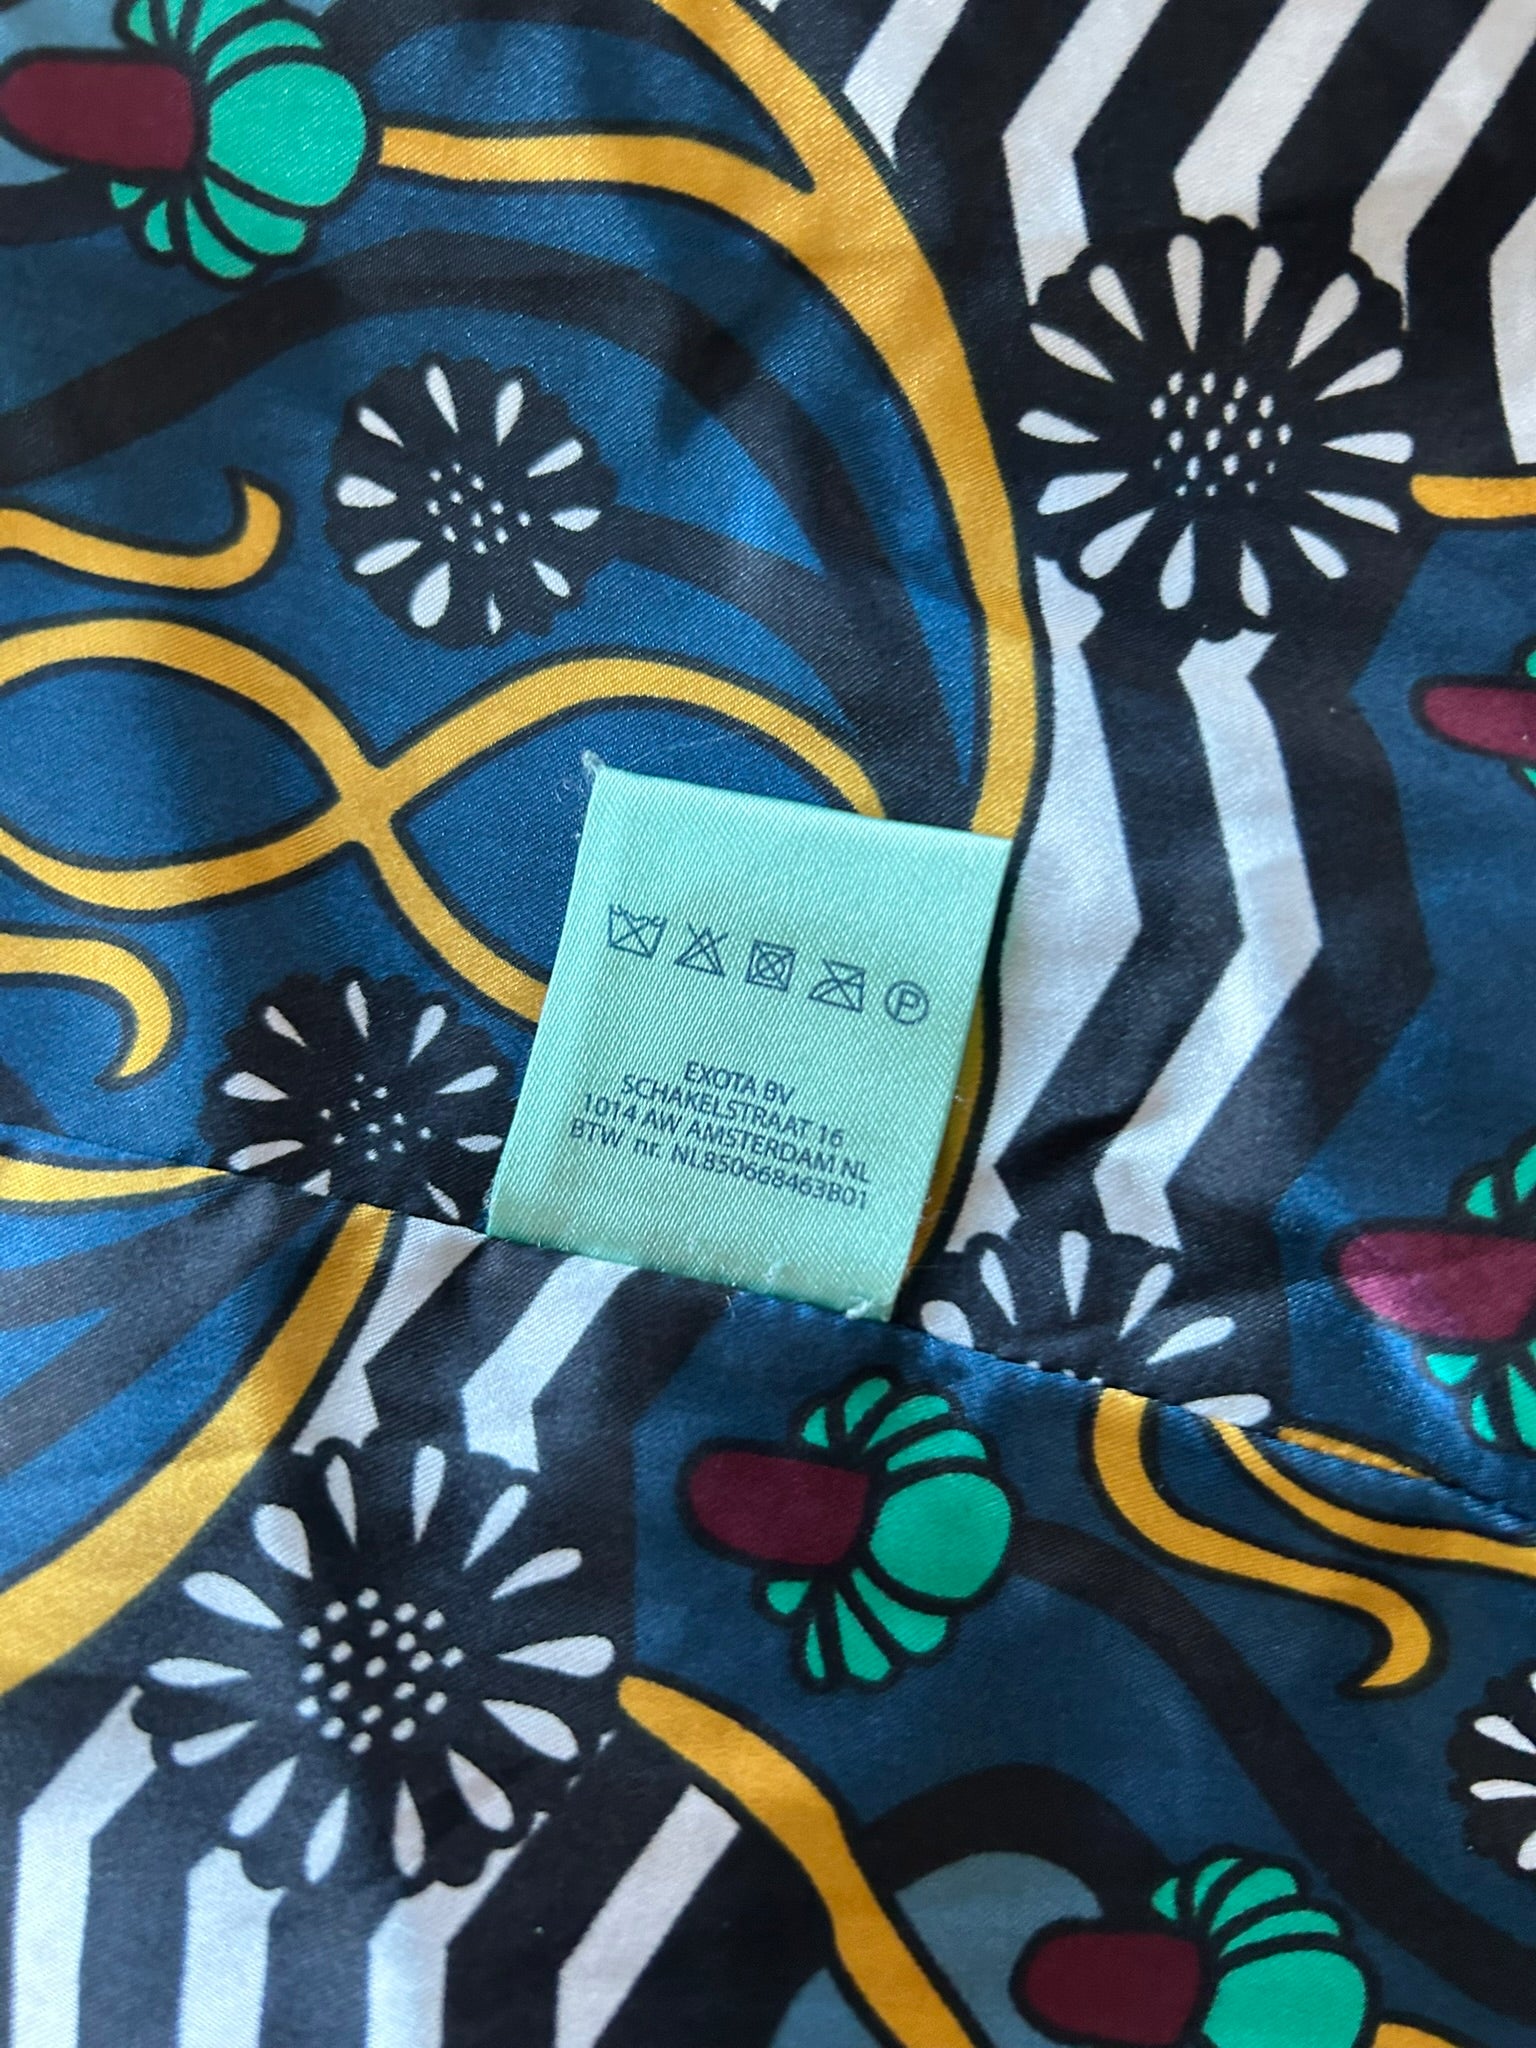 P
EXOTA BV
SCHAKELSTRAAT 16
1014 AW AMSTERDAM NL
BTW nr. NL850668463B01